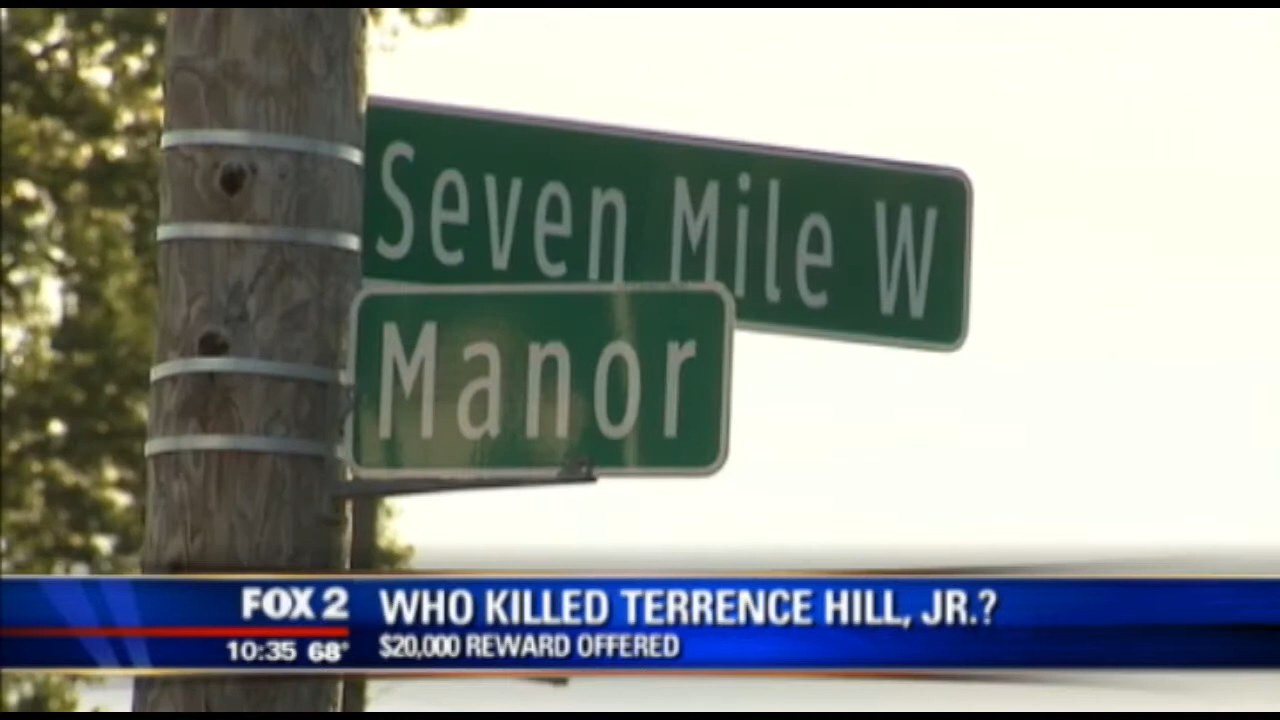 Seven Mile W
Manor
FOX 2
WHO KILLED TERRENCE HILL, JR.?
10:35 68°
$20,000 REWARD OFFERED